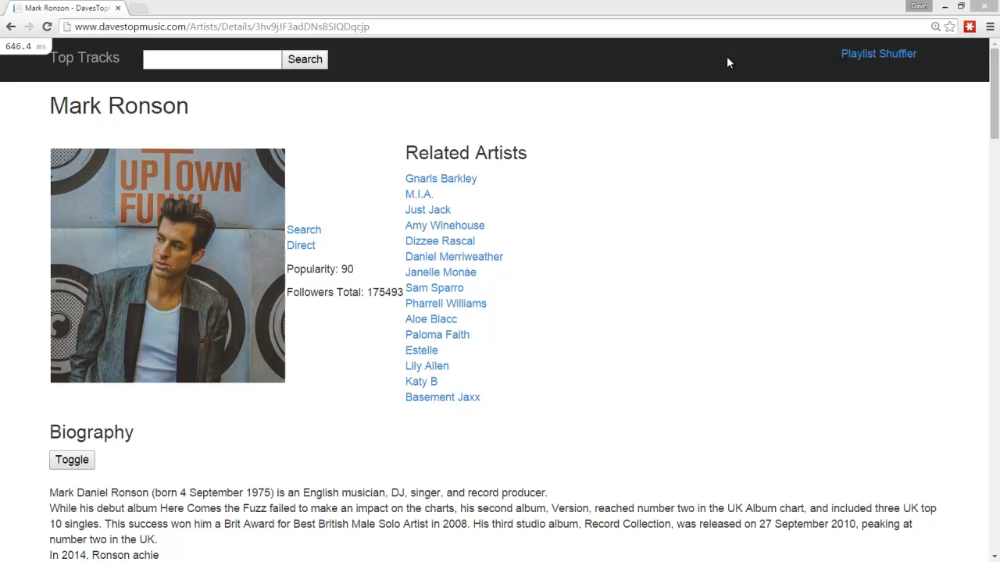 Mark Ronson - DavesTop
Dave
www.davestopmusic.com/Artists/Details/3hv9jJF3adDNsBSIQDqcjp
646.4 ms
Top Tracks
Search
Playlist Shuffler
Mark Ronson
UPTOWN
FUNK!
Search
Direct
Popularity: 90
Followers Total: 175493
Related Artists
Gnarls Barkley
M.I.A.
Just Jack
Amy Winehouse
Dizzee Rascal
Daniel Merriweather
Janelle Monáe
Sam Sparro
Pharrell Williams
Aloe Blacc
Paloma Faith
Estelle
Lily Allen
Katy B
Basement Jaxx
Biography
Toggle
Mark Daniel Ronson (born 4 September 1975) is an English musician, DJ, singer, and record producer.
While his debut album Here Comes the Fuzz failed to make an impact on the charts, his second album, Version, reached number two in the UK Album chart, and included three UK top
10 singles. This success won him a Brit Award for Best British Male Solo Artist in 2008. His third studio album, Record Collection, was released on 27 September 2010, peaking at
number two in the UK.
In 2014, Ronson achie